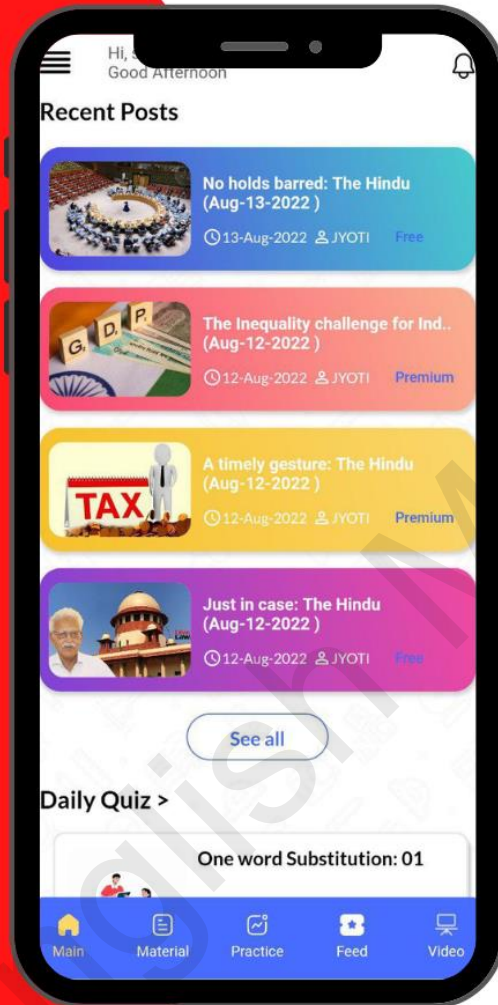 Hi,
Good Afternoon
Recent Posts
No holds barred: The Hindu
(Aug-13-2022 )
13-Aug-2022 JYOTI Free
G D P
The Inequality challenge for Ind..
(Aug-12-2022 )
12-Aug-2022 JYOTI Premium
TAX
A timely gesture: The Hindu
(Aug-12-2022 )
12-Aug-2022 JYOTI Premium
Just in case: The Hindu
(Aug-12-2022 )
12-Aug-2022 JYOTI Free
See all
Daily Quiz >
One word Substitution: 01
Main Material Practice Feed Video